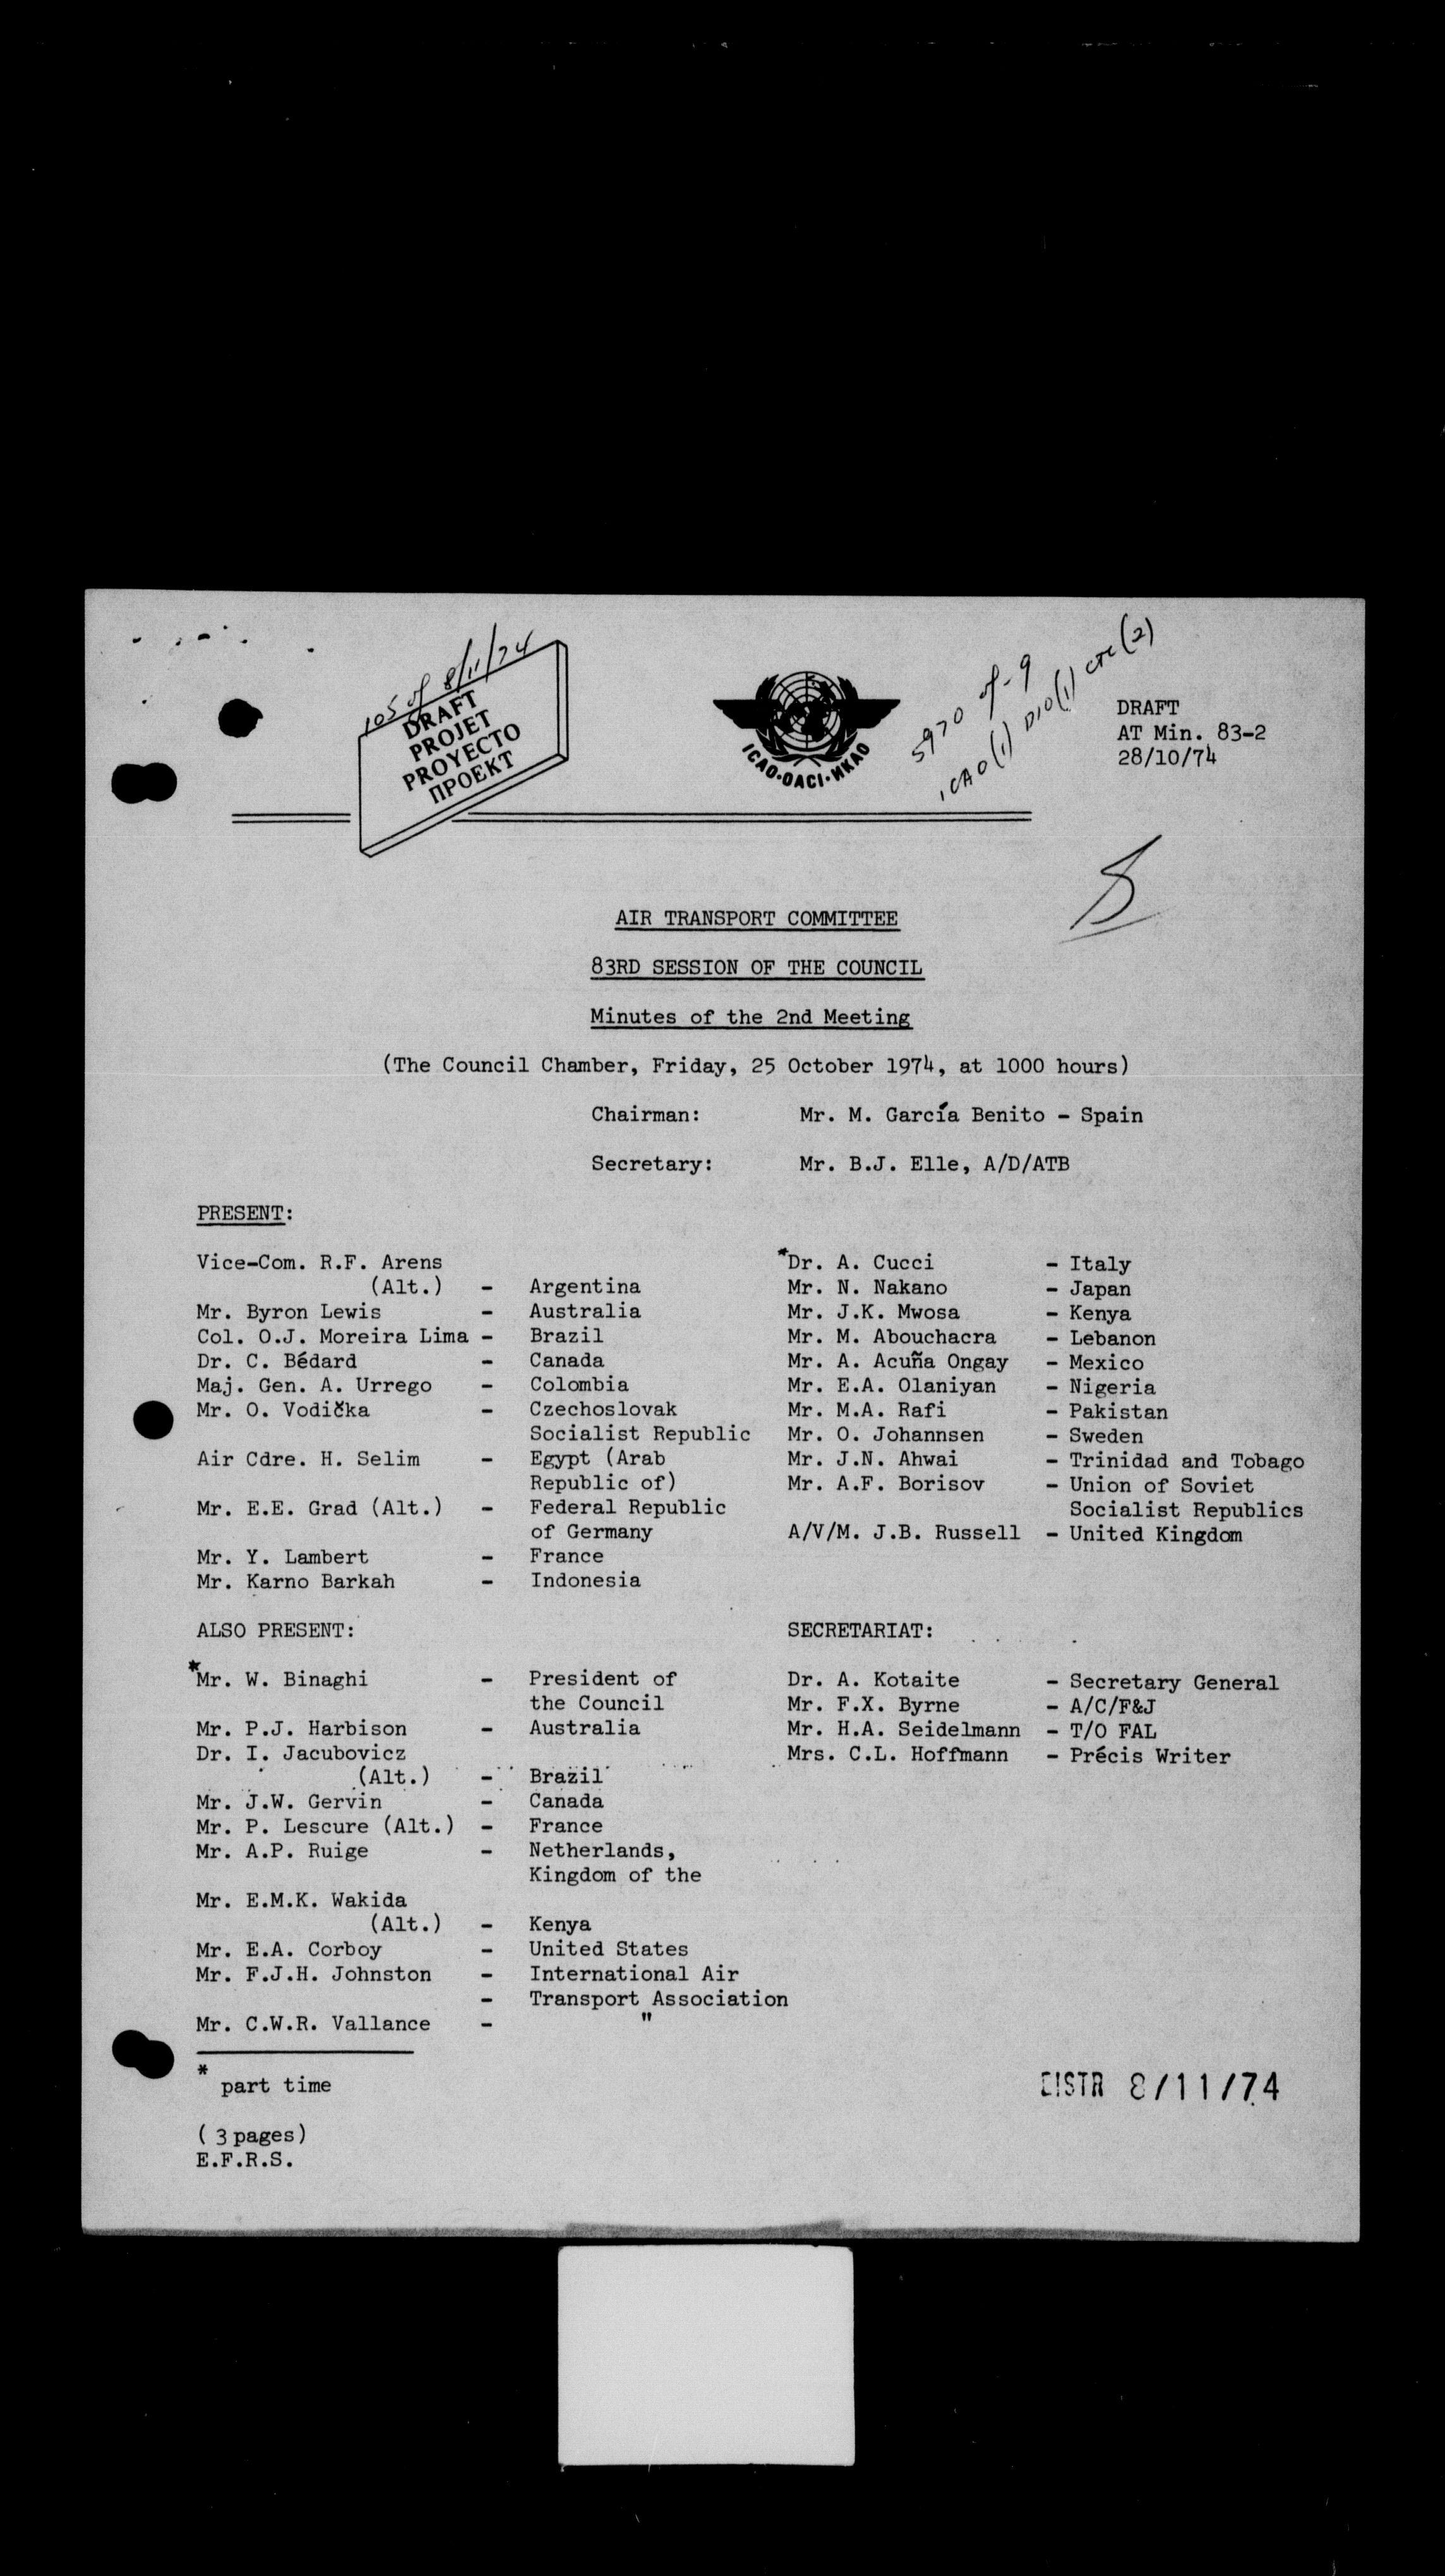 105 of 8/11/74
DRAFT
PROJET
PROYECTO
ПРОЕКТ
ICAO·OACI·ИКАО
5970 of-9
ICAO(1) D10(1) CTC(2)
DRAFT
AT Min. 83-2
28/10/74
AIR TRANSPORT COMMITTEE
83RD SESSION OF THE COUNCIL
Minutes of the 2nd Meeting
(The Council Chamber, Friday, 25 October 1974, at 1000 hours)
Chairman: Mr. M. García Benito - Spain
Secretary: Mr. B.J. Elle, A/D/ATB
PRESENT:
Vice-Com. R.F. Arens
(Alt.) - Argentina
Mr. Byron Lewis - Australia
Col. O.J. Moreira Lima - Brazil
Dr. C. Bédard - Canada
Maj. Gen. A. Urrego - Colombia
Mr. O. Vodička - Czechoslovak
Socialist Republic
Air Cdre. H. Selim - Egypt (Arab
Republic of)
Mr. E.E. Grad (Alt.) - Federal Republic
of Germany
Mr. Y. Lambert - France
Mr. Karno Barkah - Indonesia
*Dr. A. Cucci - Italy
Mr. N. Nakano - Japan
Mr. J.K. Mwosa - Kenya
Mr. M. Abouchacra - Lebanon
Mr. A. Acuña Ongay - Mexico
Mr. E.A. Olaniyan - Nigeria
Mr. M.A. Rafi - Pakistan
Mr. O. Johannsen - Sweden
Mr. J.N. Ahwai - Trinidad and Tobago
Mr. A.F. Borisov - Union of Soviet
Socialist Republics
A/V/M. J.B. Russell - United Kingdom
ALSO PRESENT:
*Mr. W. Binaghi - President of
the Council
Mr. P.J. Harbison - Australia
Dr. I. Jacubovicz
(Alt.) - Brazil
Mr. J.W. Gervin - Canada
Mr. P. Lescure (Alt.) - France
Mr. A.P. Ruige - Netherlands,
Kingdom of the
Mr. E.M.K. Wakida
(Alt.) - Kenya
Mr. E.A. Corboy - United States
Mr. F.J.H. Johnston - International Air
- Transport Association
Mr. C.W.R. Vallance - "
SECRETARIAT:
Dr. A. Kotaite - Secretary General
Mr. F.X. Byrne - A/C/F&J
Mr. H.A. Seidelmann - T/O FAL
Mrs. C.L. Hoffmann - Précis Writer
* part time
(3 pages)
E.F.R.S.
DISTR 8/11/74